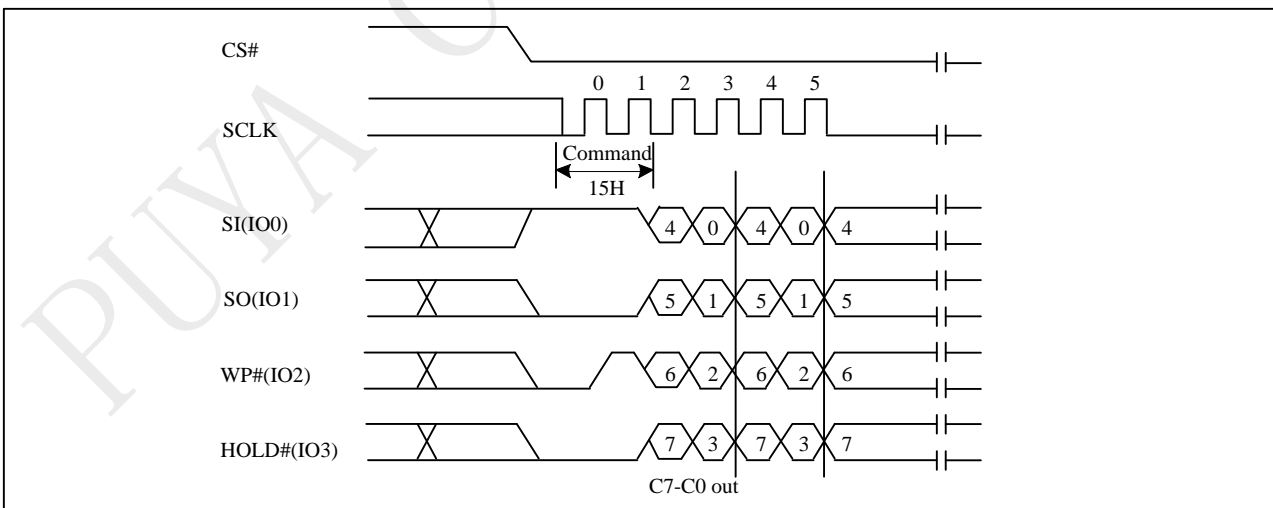 PUYA C
CS#
0 1 2 3 4 5
SCLK
Command
15H
SI(IO0) 4 0 4 0 4
SO(IO1) 5 1 5 1 5
WP#(IO2) 6 2 6 2 6
HOLD#(IO3) 7 3 7 3 7
C7-C0 out